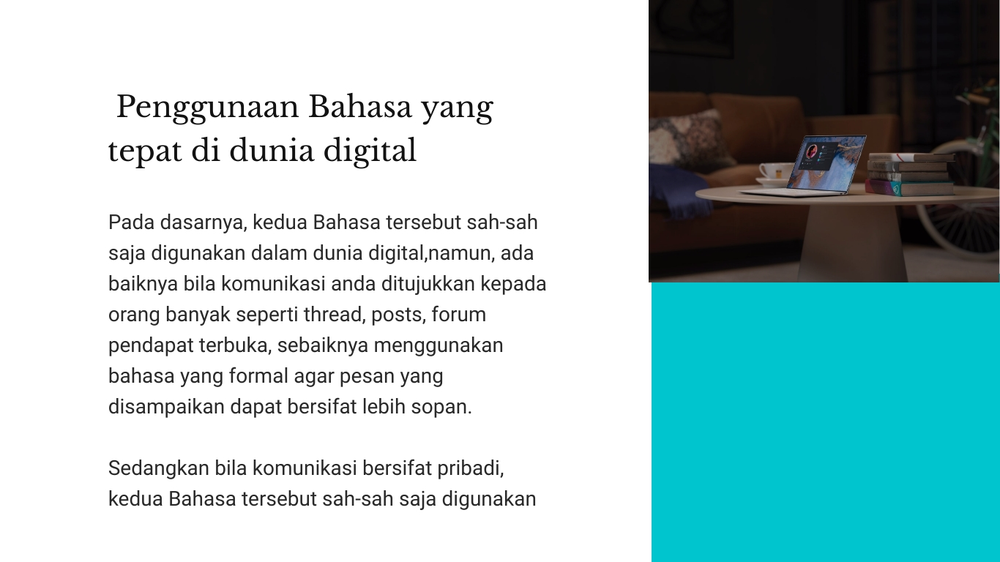 Penggunaan Bahasa yang
tepat di dunia digital
Pada dasarnya, kedua Bahasa tersebut sah-sah
saja digunakan dalam dunia digital,namun, ada
baiknya bila komunikasi anda ditujukkan kepada
orang banyak seperti thread, posts, forum
pendapat terbuka, sebaiknya menggunakan
bahasa yang formal agar pesan yang
disampaikan dapat bersifat lebih sopan.
Sedangkan bila komunikasi bersifat pribadi,
kedua Bahasa tersebut sah-sah saja digunakan